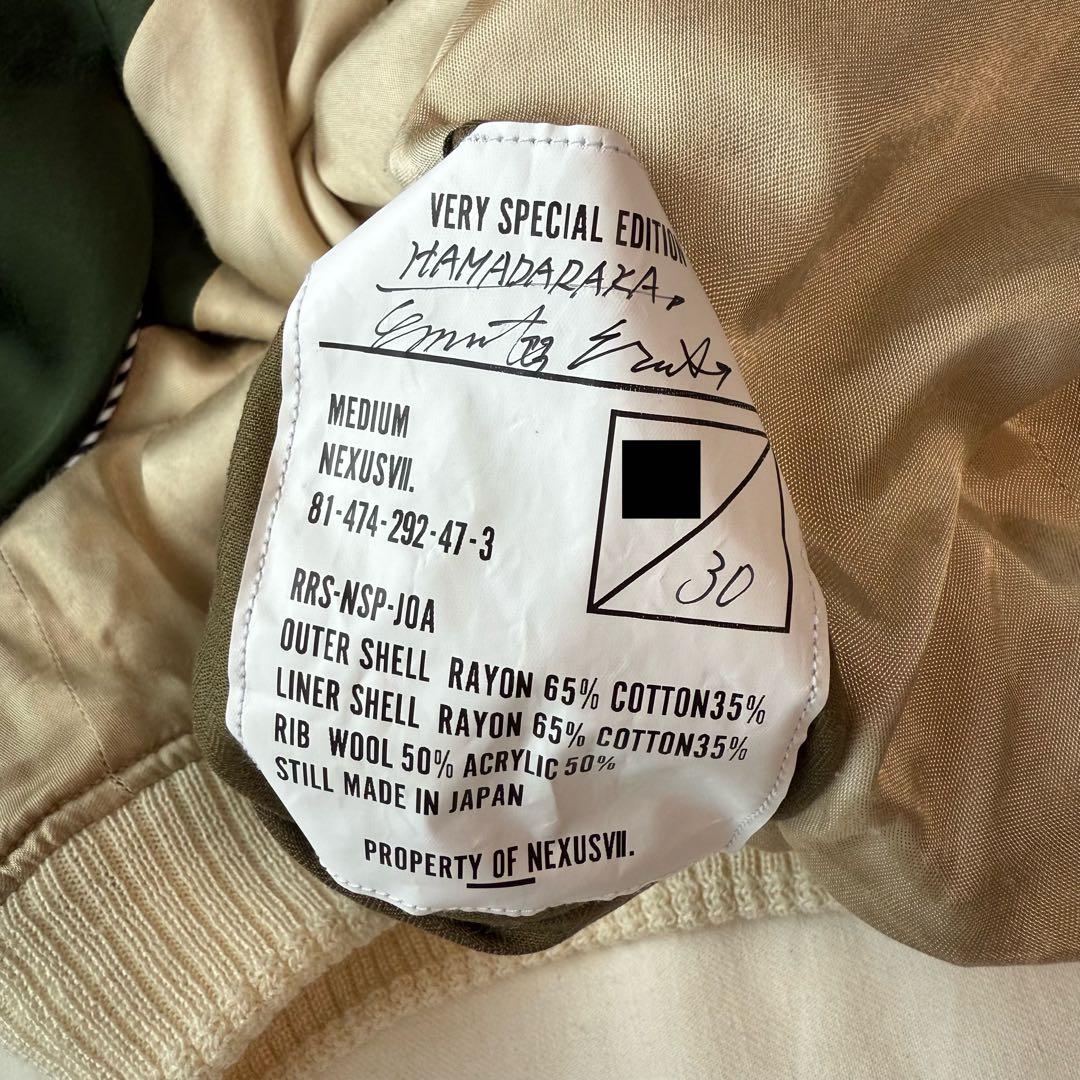 VERY SPECIAL EDITION
HAMADARAKA
MEDIUM
NEXUSVII.
81-474-292-47-3
30
RRS-NSP-JOA
OUTER SHELL RAYON 65% COTTON35%
LINER SHELL RAYON 65% COTTON35%
RIB WOOL 50% ACRYLIC 50%
STILL MADE IN JAPAN
PROPERTY OF NEXUSVII.